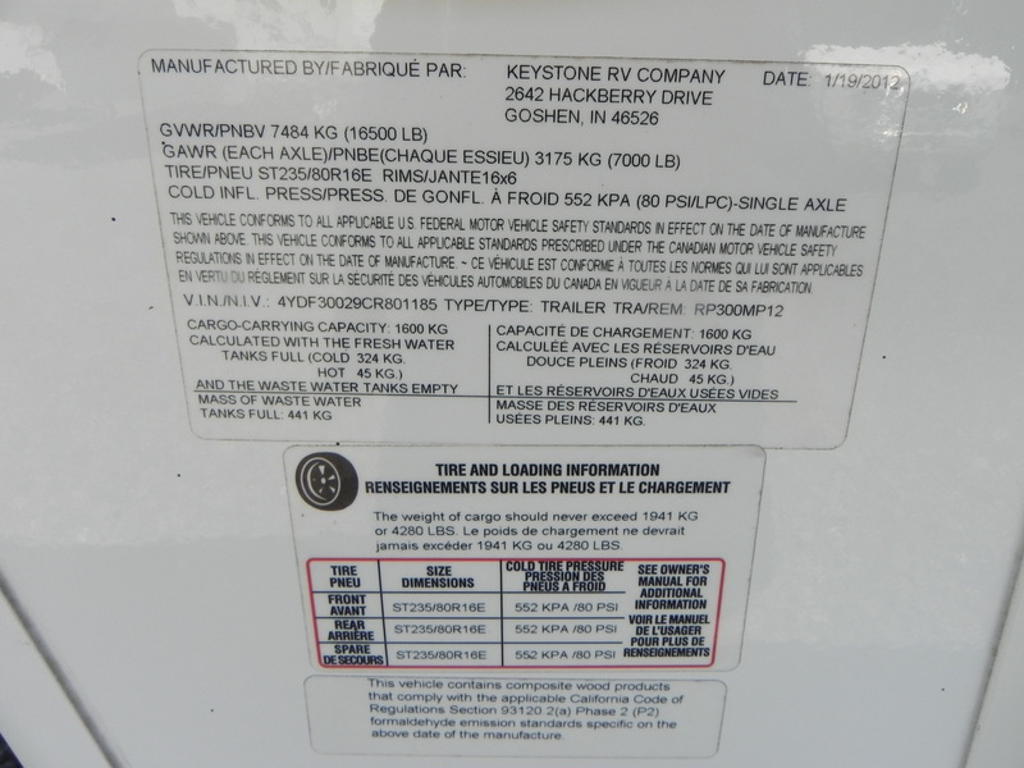 MANUFACTURED BY/FABRIQUÉ PAR: KEYSTONE RV COMPANY DATE: 1/19/2012
2642 HACKBERRY DRIVE
GOSHEN, IN 46526
GVWR/PNBV 7484 KG (16500 LB)
GAWR (EACH AXLE)/PNBE(CHAQUE ESSIEU) 3175 KG (7000 LB)
TIRE/PNEU ST235/80R16E RIMS/JANTE16x6
COLD INFL. PRESS/PRESS. DE GONFL. À FROID 552 KPA (80 PSI/LPC)-SINGLE AXLE
THIS VEHICLE CONFORMS TO ALL APPLICABLE U.S. FEDERAL MOTOR VEHICLE SAFETY STANDARDS IN EFFECT ON THE DATE OF MANUFACTURE
SHOWN ABOVE. THIS VEHICLE CONFORMS TO ALL APPLICABLE STANDARDS PRESCRIBED UNDER THE CANADIAN MOTOR VEHICLE SAFETY
REGULATIONS IN EFFECT ON THE DATE OF MANUFACTURE. ~ CE VÉHICULE EST CONFORME À TOUTES LES NORMES QUI LUI SONT APPLICABLES
EN VERTU DU RÉGLEMENT SUR LA SÉCURITÉ DES VÉHICULES AUTOMOBILES DU CANADA EN VIGUEUR À LA DATE DE SA FABRICATION
V.I.N./N.I.V.: 4YDF30029CR801185 TYPE/TYPE: TRAILER TRA/REM: RP300MP12
CARGO-CARRYING CAPACITY: 1600 KG
CALCULATED WITH THE FRESH WATER
TANKS FULL (COLD 324 KG.
HOT 45 KG.)
AND THE WASTE WATER TANKS EMPTY
MASS OF WASTE WATER
TANKS FULL: 441 KG
CAPACITÉ DE CHARGEMENT: 1600 KG
CALCULÉE AVEC LES RÉSERVOIRS D'EAU
DOUCE PLEINS (FROID 324 KG.
CHAUD 45 KG.)
ET LES RÉSERVOIRS D'EAUX USÉES VIDES
MASSE DES RÉSERVOIRS D'EAUX
USÉES PLEINS: 441 KG.
TIRE AND LOADING INFORMATION
RENSEIGNEMENTS SUR LES PNEUS ET LE CHARGEMENT
The weight of cargo should never exceed 1941 KG
or 4280 LBS. Le poids de chargement ne devrait
jamais excéder 1941 KG ou 4280 LBS.
TIRE
PNEU
SIZE
DIMENSIONS
COLD TIRE PRESSURE
PRESSION DES
PNEUS A FROID
FRONT
AVANT
ST235/80R16E
552 KPA /80 PSI
REAR
ARRIÈRE
ST235/80R16E
552 KPA /80 PSI
SPARE
DE SECOURS
ST235/80R16E
552 KPA /80 PSI
SEE OWNER'S
MANUAL FOR
ADDITIONAL
INFORMATION
VOIR LE MANUEL
DE L'USAGER
POUR PLUS DE
RENSEIGNEMENTS
This vehicle contains composite wood products
that comply with the applicable California Code of
Regulations Section 93120.2(a) Phase 2 (P2)
formaldehyde emission standards specific on the
above date of the manufacture.